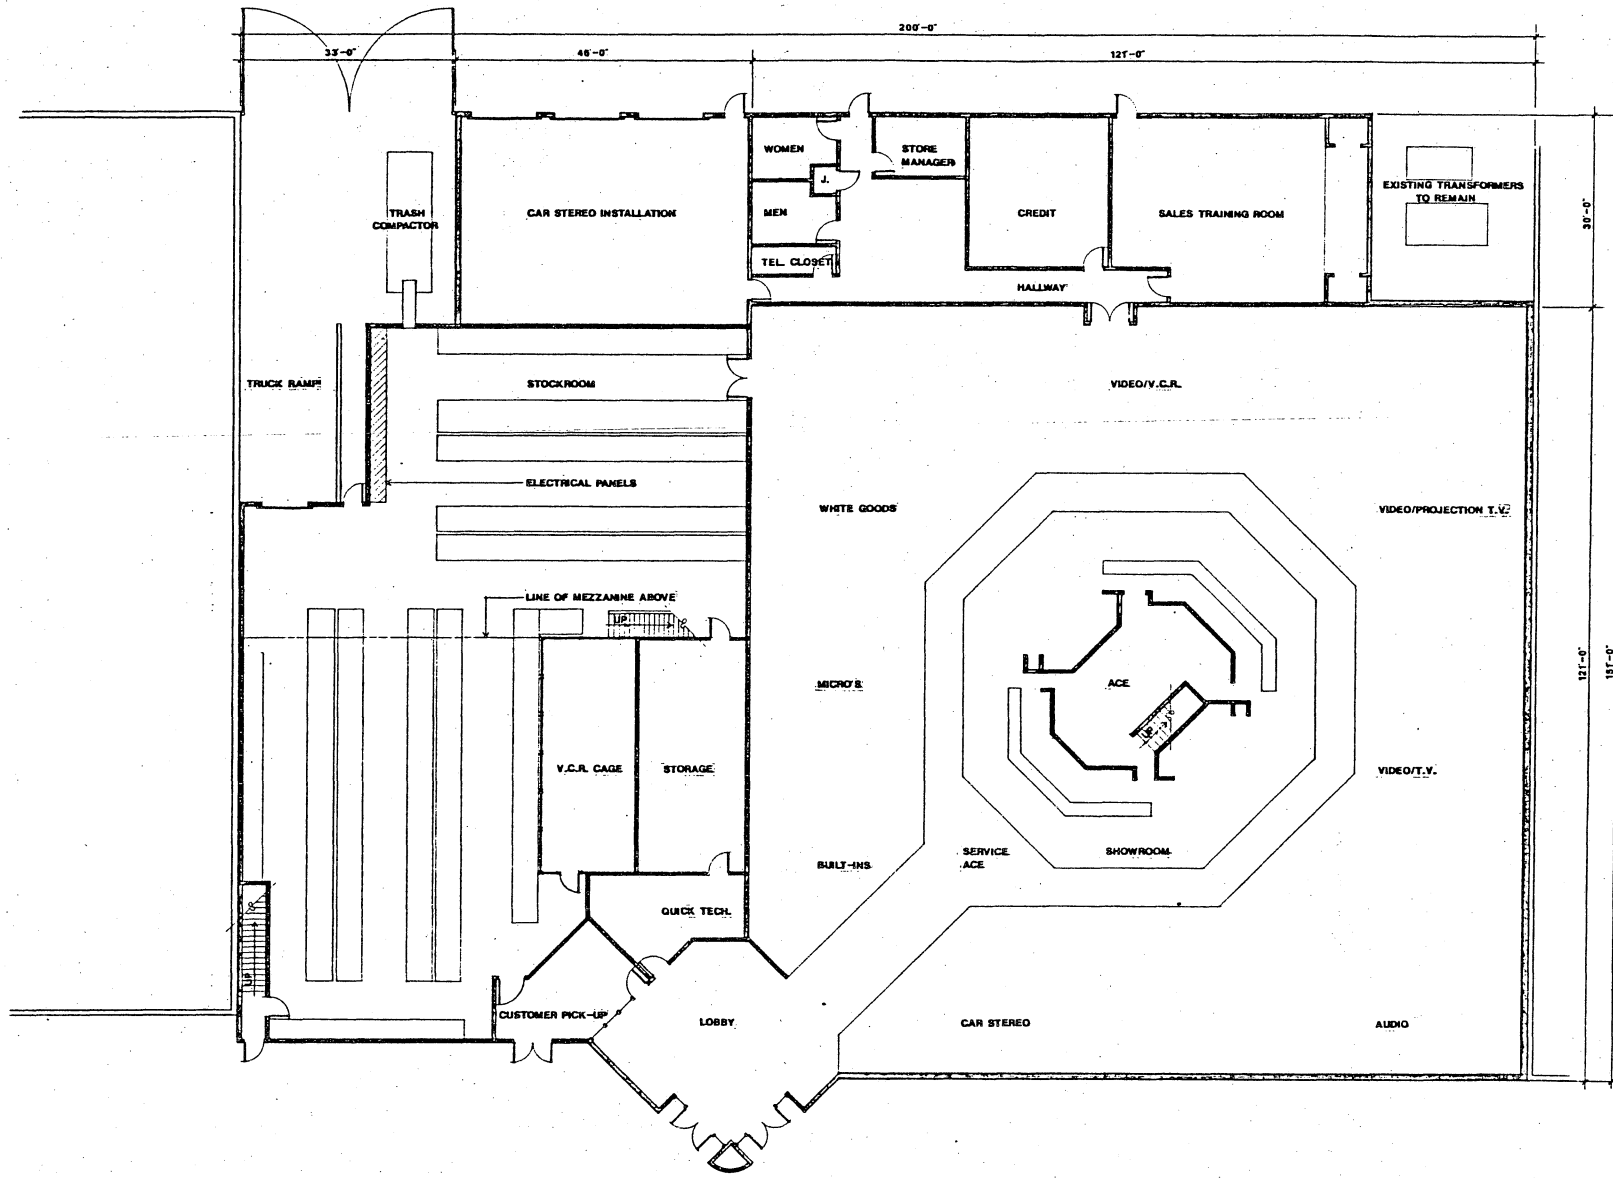 200'-0"
33'-0"
46'-0"
121'-0"
WOMEN
STORE
MANAGER
J.
EXISTING TRANSFORMERS
TO REMAIN
TRASH
COMPACTOR
CAR STEREO INSTALLATION
MEN
CREDIT
SALES TRAINING ROOM
30'-0"
TEL. CLOSET
HALLWAY
TRUCK RAMP
STOCKROOM
VIDEO/V.C.R.
ELECTRICAL PANELS
WHITE GOODS
VIDEO/PROJECTION T.V.
LINE OF MEZZANINE ABOVE
UP
MICRO'S
ACE
121'-0"
151'-0"
UP
V.C.R. CAGE
STORAGE
VIDEO/T.V.
BUILT-INS
SERVICE
ACE
SHOWROOM
QUICK TECH.
UP
CUSTOMER PICK-UP
LOBBY
CAR STEREO
AUDIO